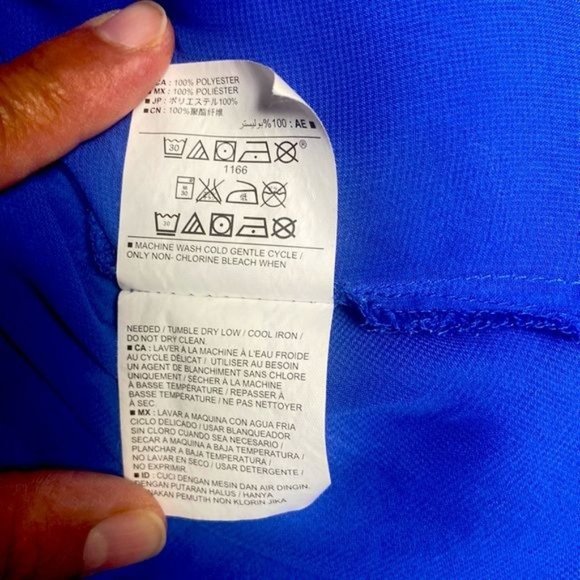 CA : 100% POLYESTER
■ MX : 100% POLIÉSTER
■ JP : ポリエステル100%
■ CN : 100%聚酯纤维
■ AE : 100% بوليستر
30 ®
1166
30
30
■ MACHINE WASH COLD GENTLE CYCLE /
ONLY NON- CHLORINE BLEACH WHEN
NEEDED / TUMBLE DRY LOW / COOL IRON /
DO NOT DRY CLEAN
■ CA : LAVER À LA MACHINE À L'EAU FROIDE
AU CYCLE DÉLICAT / UTILISER AU BESOIN
UN AGENT DE BLANCHIMENT SANS CHLORE
UNIQUEMENT / SÉCHER À LA MACHINE
À BASSE TEMPÉRATURE / REPASSER À
BASSE TEMPÉRATURE / NE PAS NETTOYER
À SEC
■ MX : LAVAR A MAQUINA CON AGUA FRIA
CICLO DELICADO / USAR BLANQUEADOR
SIN CLORO CUANDO SEA NECESARIO /
SECAR A MAQUINA A BAJA TEMPERATURA /
PLANCHAR A BAJA TEMPERATURA /
NO LAVAR EN SECO / USAR DETERGENTE /
NO EXPRIMIR
■ ID : CUCI DENGAN MESIN DAN AIR DINGIN
DENGAN PUTARAN HALUS / HANYA
GUNAKAN PEMUTIH NON KLORIN JIKA